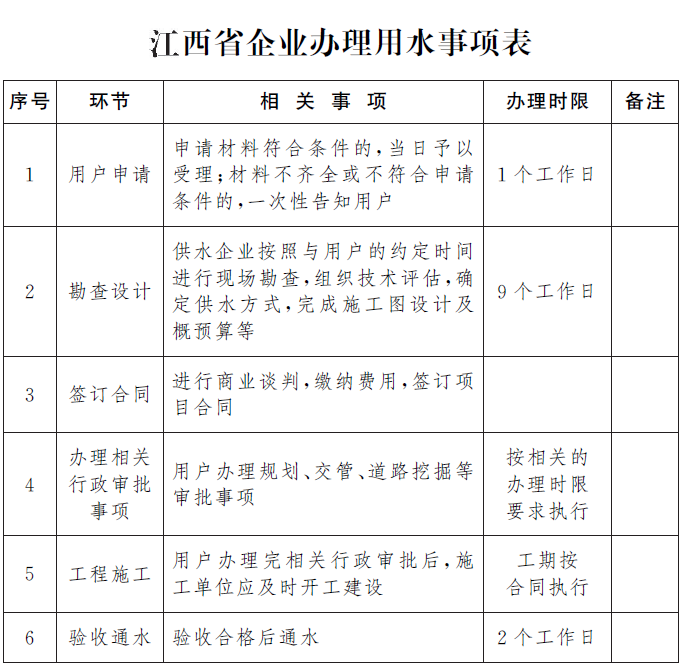 江西省企业办理用水事项表
序号 环节 相关事项 办理时限 备注
1 用户申请 申请材料符合条件的,当日予以
受理;材料不齐全或不符合申请
条件的,一次性告知用户 1个工作日
2 勘查设计 供水企业按照与用户的约定时间
进行现场勘查,组织技术评估,确
定供水方式,完成施工图设计及
概预算等 9个工作日
3 签订合同 进行商业谈判,缴纳费用,签订项
目合同
4 办理相关
行政审批
事项 用户办理规划、交管、道路挖掘等
审批事项 按相关的
办理时限
要求执行
5 工程施工 用户办理完相关行政审批后,施
工单位应及时开工建设 工期按
合同执行
6 验收通水 验收合格后通水 2个工作日